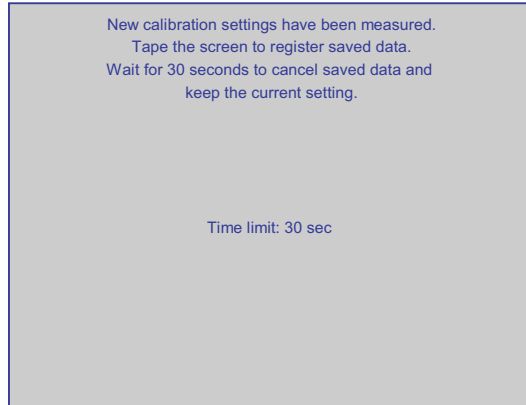 New calibration settings have been measured.
Tape the screen to register saved data.
Wait for 30 seconds to cancel saved data and
keep the current setting.
Time limit: 30 sec